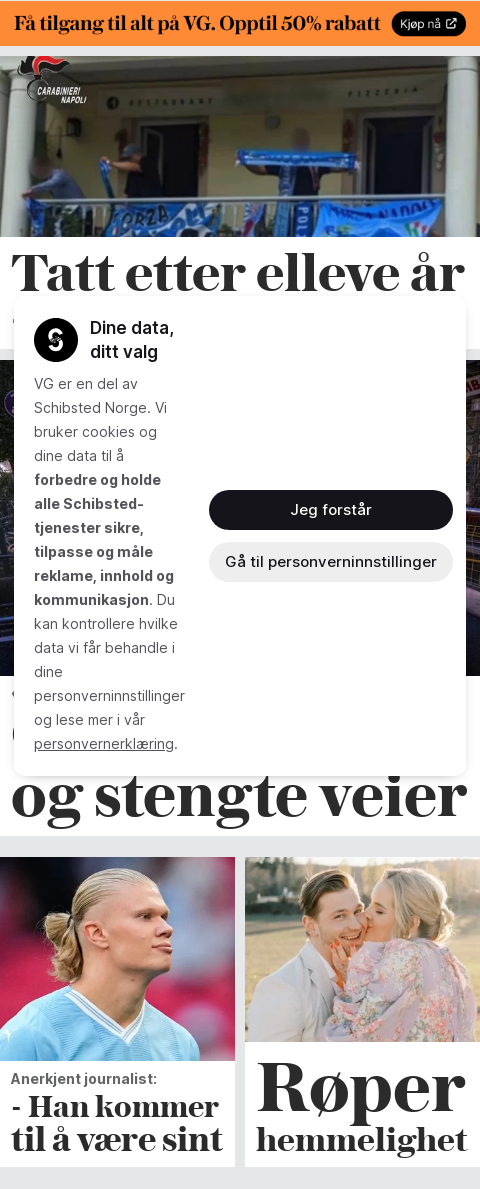 Få tilgang til alt på VG. Opptil 50% rabatt
Kjøp nå
CARABINIERI
NAPOLI
RESTORANT
PIZZERIA
FORZA
Tatt etter elleve år
Dine data,
ditt valg
VG er en del av
Schibsted Norge. Vi
bruker cookies og
dine data til å
forbedre og holde
alle Schibsted-
tjenester sikre,
tilpasse og måle
reklame, innhold og
kommunikasjon. Du
kan kontrollere hvilke
data vi får behandle i
dine
personverninnstillinger
og lese mer i vår
personvernerklæring.
Jeg forstår
Gå til personverninnstillinger
og stengte veier
Anerkjent journalist:
- Han kommer
til å være sint
Røper
hemmelighet